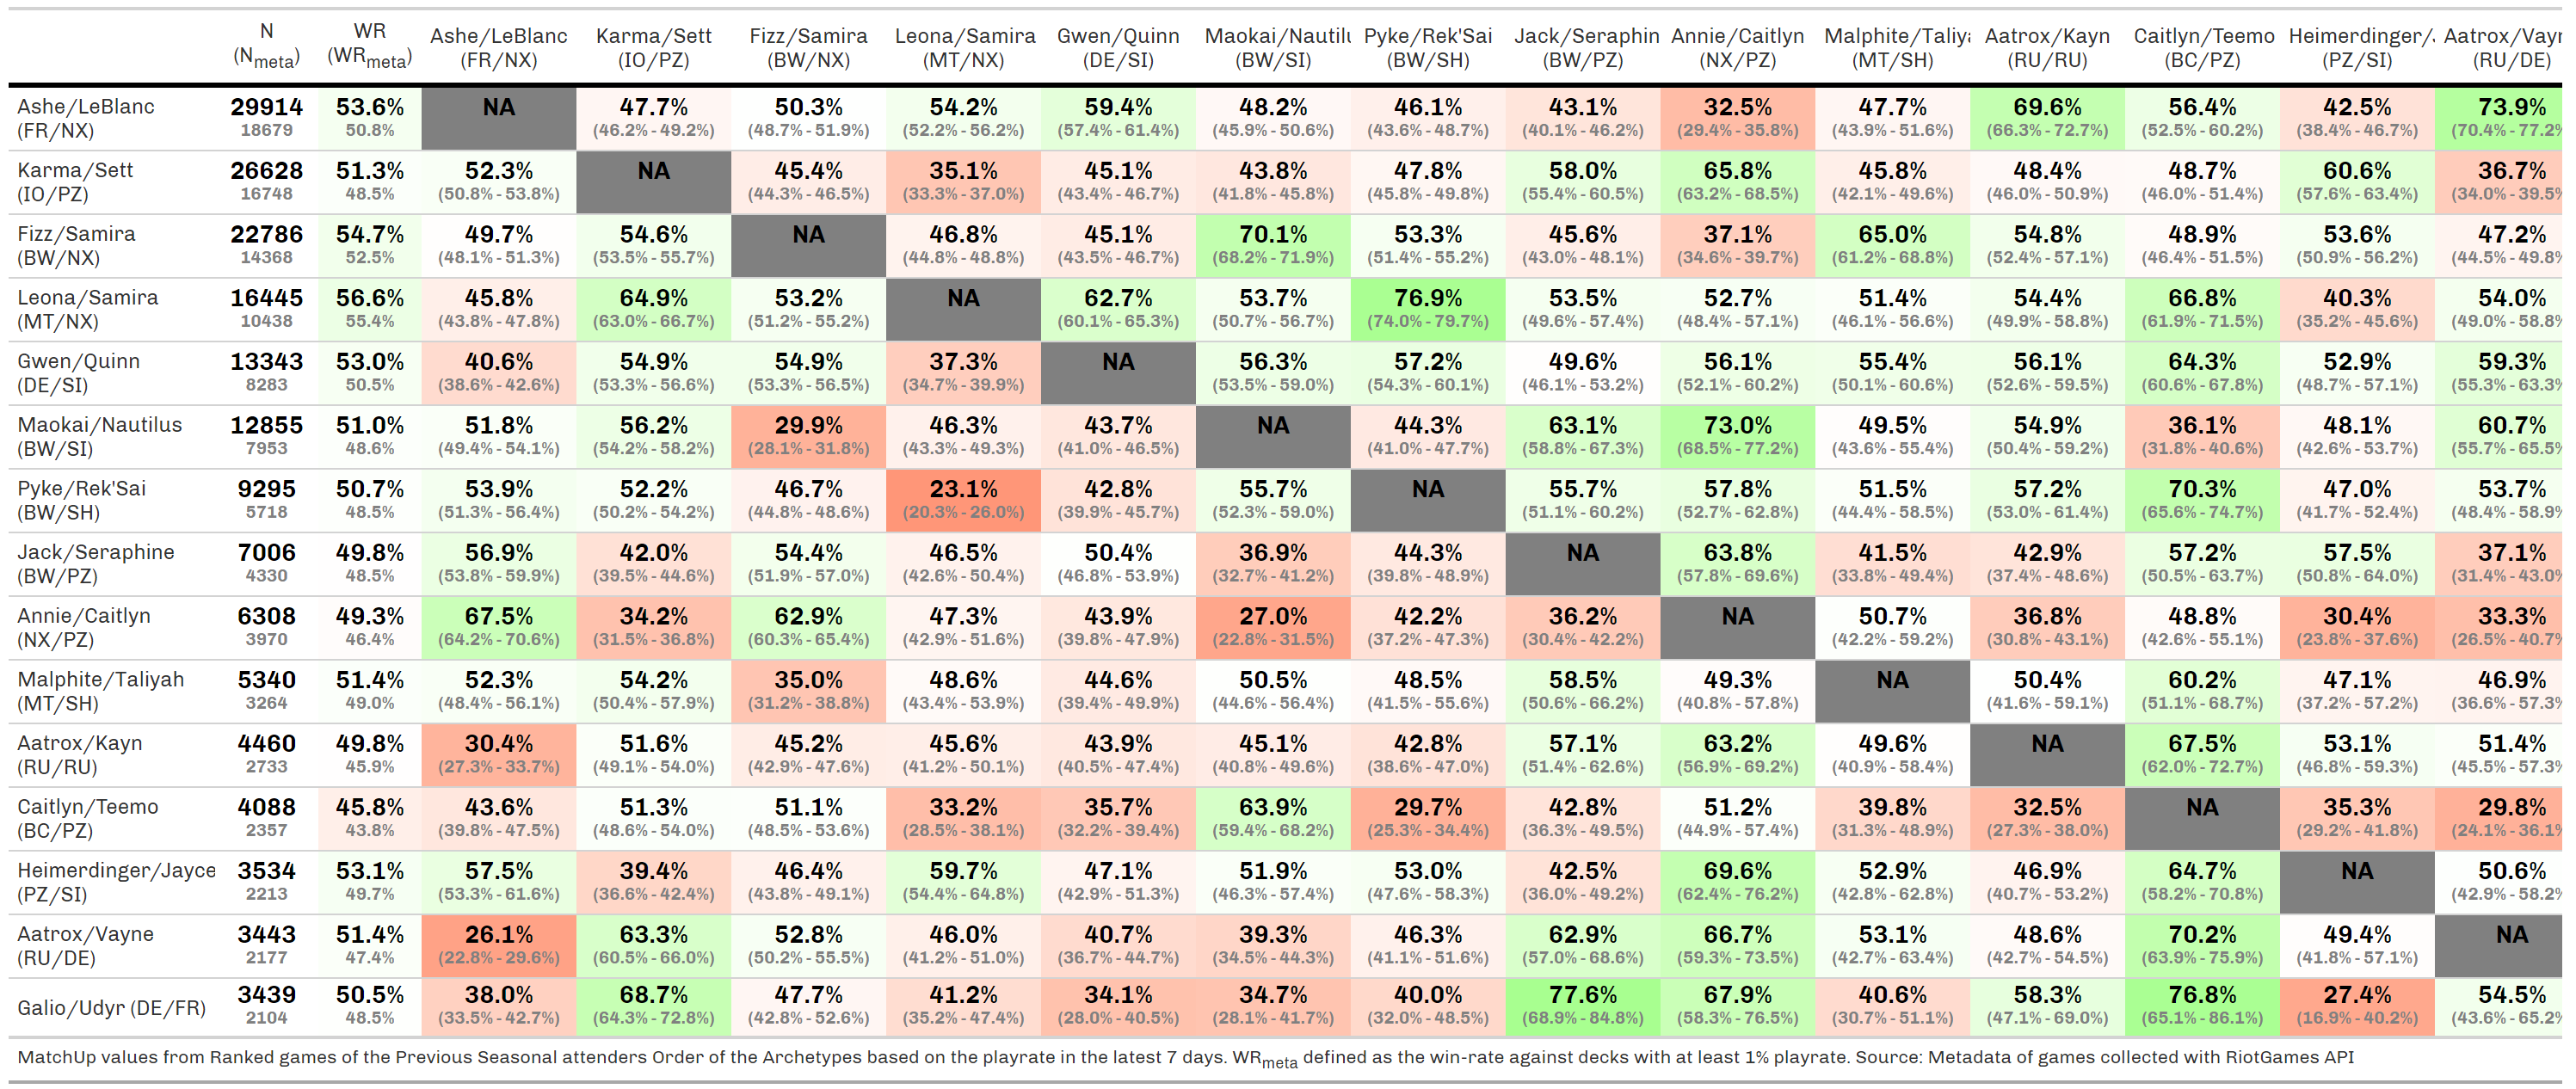 N WR Ashe/LeBlanc Karma/Sett Fizz/Samira Leona/Samira Gwen/Quinn Maokai/Nautilu Pyke/Rek'Sai Jack/Seraphin Annie/Caitlyn Malphite/Taliya Aatrox/Kayn Caitlyn/Teemo Heimerdinger/J Aatrox/Vayn
(Nmeta) (WRmeta) (FR/NX) (IO/PZ) (BW/NX) (MT/NX) (DE/SI) (BW/SI) (BW/SH) (BW/PZ) (NX/PZ) (MT/SH) (RU/RU) (BC/PZ) (PZ/SI) (RU/DE)
Ashe/LeBlanc 29914 53.6% NA 47.7% 50.3% 54.2% 59.4% 48.2% 46.1% 43.1% 32.5% 47.7% 69.6% 56.4% 42.5% 73.9%
(FR/NX) 18679 50.8% (46.2% - 49.2%) (48.7% - 51.9%) (52.2% - 56.2%) (57.4% - 61.4%) (45.9% - 50.6%) (43.6% - 48.7%) (40.1% - 46.2%) (29.4% - 35.8%) (43.9% - 51.6%) (66.3% - 72.7%) (52.5% - 60.2%) (38.4% - 46.7%) (70.4% - 77.2%
Karma/Sett 26628 51.3% 52.3% NA 45.4% 35.1% 45.1% 43.8% 47.8% 58.0% 65.8% 45.8% 48.4% 48.7% 60.6% 36.7%
(IO/PZ) 16748 48.5% (50.8% - 53.8%) (44.3% - 46.5%) (33.3% - 37.0%) (43.4% - 46.7%) (41.8% - 45.8%) (45.8% - 49.8%) (55.4% - 60.5%) (63.2% - 68.5%) (42.1% - 49.6%) (46.0% - 50.9%) (46.0% - 51.4%) (57.6% - 63.4%) (34.0% - 39.5%
Fizz/Samira 22786 54.7% 49.7% 54.6% NA 46.8% 45.1% 70.1% 53.3% 45.6% 37.1% 65.0% 54.8% 48.9% 53.6% 47.2%
(BW/NX) 14368 52.5% (48.1% - 51.3%) (53.5% - 55.7%) (44.8% - 48.8%) (43.5% - 46.7%) (68.2% - 71.9%) (51.4% - 55.2%) (43.0% - 48.1%) (34.6% - 39.7%) (61.2% - 68.8%) (52.4% - 57.1%) (46.4% - 51.5%) (50.9% - 56.2%) (44.5% - 49.8%
Leona/Samira 16445 56.6% 45.8% 64.9% 53.2% NA 62.7% 53.7% 76.9% 53.5% 52.7% 51.4% 54.4% 66.8% 40.3% 54.0%
(MT/NX) 10438 55.4% (43.8% - 47.8%) (63.0% - 66.7%) (51.2% - 55.2%) (60.1% - 65.3%) (50.7% - 56.7%) (74.0% - 79.7%) (49.6% - 57.4%) (48.4% - 57.1%) (46.1% - 56.6%) (49.9% - 58.8%) (61.9% - 71.5%) (35.2% - 45.6%) (49.0% - 58.8%
Gwen/Quinn 13343 53.0% 40.6% 54.9% 54.9% 37.3% NA 56.3% 57.2% 49.6% 56.1% 55.4% 56.1% 64.3% 52.9% 59.3%
(DE/SI) 8283 50.5% (38.6% - 42.6%) (53.3% - 56.6%) (53.3% - 56.5%) (34.7% - 39.9%) (53.5% - 59.0%) (54.3% - 60.1%) (46.1% - 53.2%) (52.1% - 60.2%) (50.1% - 60.6%) (52.6% - 59.5%) (60.6% - 67.8%) (48.7% - 57.1%) (55.3% - 63.3%
Maokai/Nautilus 12855 51.0% 51.8% 56.2% 29.9% 46.3% 43.7% NA 44.3% 63.1% 73.0% 49.5% 54.9% 36.1% 48.1% 60.7%
(BW/SI) 7953 48.6% (49.4% - 54.1%) (54.2% - 58.2%) (28.1% - 31.8%) (43.3% - 49.3%) (41.0% - 46.5%) (41.0% - 47.7%) (58.8% - 67.3%) (68.5% - 77.2%) (43.6% - 55.4%) (50.4% - 59.2%) (31.8% - 40.6%) (42.6% - 53.7%) (55.7% - 65.5%
Pyke/Rek'Sai 9295 50.7% 53.9% 52.2% 46.7% 23.1% 42.8% 55.7% NA 55.7% 57.8% 51.5% 57.2% 70.3% 47.0% 53.7%
(BW/SH) 5718 48.5% (51.3% - 56.4%) (50.2% - 54.2%) (44.8% - 48.6%) (20.3% - 26.0%) (39.9% - 45.7%) (52.3% - 59.0%) (51.1% - 60.2%) (52.7% - 62.8%) (44.4% - 58.5%) (53.0% - 61.4%) (65.6% - 74.7%) (41.7% - 52.4%) (48.4% - 58.9%
Jack/Seraphine 7006 49.8% 56.9% 42.0% 54.4% 46.5% 50.4% 36.9% 44.3% NA 63.8% 41.5% 42.9% 57.2% 57.5% 37.1%
(BW/PZ) 4330 48.5% (53.8% - 59.9%) (39.5% - 44.6%) (51.9% - 57.0%) (42.6% - 50.4%) (46.8% - 53.9%) (32.7% - 41.2%) (39.8% - 48.9%) (57.8% - 69.6%) (33.8% - 49.4%) (37.4% - 48.6%) (50.5% - 63.7%) (50.8% - 64.0%) (31.4% - 43.0%
Annie/Caitlyn 6308 49.3% 67.5% 34.2% 62.9% 47.3% 43.9% 27.0% 42.2% 36.2% NA 50.7% 36.8% 48.8% 30.4% 33.3%
(NX/PZ) 3970 46.4% (64.2% - 70.6%) (31.5% - 36.8%) (60.3% - 65.4%) (42.9% - 51.6%) (39.8% - 47.9%) (22.8% - 31.5%) (37.2% - 47.3%) (30.4% - 42.2%) (42.2% - 59.2%) (30.8% - 43.1%) (42.6% - 55.1%) (23.8% - 37.6%) (26.5% - 40.7%
Malphite/Taliyah 5340 51.4% 52.3% 54.2% 35.0% 48.6% 44.6% 50.5% 48.5% 58.5% 49.3% NA 50.4% 60.2% 47.1% 46.9%
(MT/SH) 3264 49.0% (48.4% - 56.1%) (50.4% - 57.9%) (31.2% - 38.8%) (43.4% - 53.9%) (39.4% - 49.9%) (44.6% - 56.4%) (41.5% - 55.6%) (50.6% - 66.2%) (40.8% - 57.8%) (41.6% - 59.1%) (51.1% - 68.7%) (37.2% - 57.2%) (36.6% - 57.3%
Aatrox/Kayn 4460 49.8% 30.4% 51.6% 45.2% 45.6% 43.9% 45.1% 42.8% 57.1% 63.2% 49.6% NA 67.5% 53.1% 51.4%
(RU/RU) 2733 45.9% (27.3% - 33.7%) (49.1% - 54.0%) (42.9% - 47.6%) (41.2% - 50.1%) (40.5% - 47.4%) (40.8% - 49.6%) (38.6% - 47.0%) (51.4% - 62.6%) (56.9% - 69.2%) (40.9% - 58.4%) (62.0% - 72.7%) (46.8% - 59.3%) (45.5% - 57.3%
Caitlyn/Teemo 4088 45.8% 43.6% 51.3% 51.1% 33.2% 35.7% 63.9% 29.7% 42.8% 51.2% 39.8% 32.5% NA 35.3% 29.8%
(BC/PZ) 2357 43.8% (39.8% - 47.5%) (48.6% - 54.0%) (48.5% - 53.6%) (28.5% - 38.1%) (32.2% - 39.4%) (59.4% - 68.2%) (25.3% - 34.4%) (36.3% - 49.5%) (44.9% - 57.4%) (31.3% - 48.9%) (27.3% - 38.0%) (29.2% - 41.8%) (24.1% - 36.1%
Heimerdinger/Jayce 3534 53.1% 57.5% 39.4% 46.4% 59.7% 47.1% 51.9% 53.0% 42.5% 69.6% 52.9% 46.9% 64.7% NA 50.6%
(PZ/SI) 2213 49.7% (53.3% - 61.6%) (36.6% - 42.4%) (43.8% - 49.1%) (54.4% - 64.8%) (42.9% - 51.3%) (46.3% - 57.4%) (47.6% - 58.3%) (36.0% - 49.2%) (62.4% - 76.2%) (42.8% - 62.8%) (40.7% - 53.2%) (58.2% - 70.8%) (42.9% - 58.2%
Aatrox/Vayne 3443 51.4% 26.1% 63.3% 52.8% 46.0% 40.7% 39.3% 46.3% 62.9% 66.7% 53.1% 48.6% 70.2% 49.4% NA
(RU/DE) 2177 47.4% (22.8% - 29.6%) (60.5% - 66.0%) (50.2% - 55.5%) (41.2% - 51.0%) (36.7% - 44.7%) (34.5% - 44.3%) (41.1% - 51.6%) (57.0% - 68.6%) (59.3% - 73.5%) (42.7% - 63.4%) (42.7% - 54.5%) (63.9% - 75.9%) (41.8% - 57.1%)
Galio/Udyr (DE/FR) 3439 50.5% 38.0% 68.7% 47.7% 41.2% 34.1% 34.7% 40.0% 77.6% 67.9% 40.6% 58.3% 76.8% 27.4% 54.5%
2104 48.5% (33.5% - 42.7%) (64.3% - 72.8%) (42.8% - 52.6%) (35.2% - 47.4%) (28.0% - 40.5%) (28.1% - 41.7%) (32.0% - 48.5%) (68.9% - 84.8%) (58.3% - 76.5%) (30.7% - 51.1%) (47.1% - 69.0%) (65.1% - 86.1%) (16.9% - 40.2%) (43.6% - 65.2%
MatchUp values from Ranked games of the Previous Seasonal attenders Order of the Archetypes based on the playrate in the latest 7 days. WRmeta defined as the win-rate against decks with at least 1% playrate. Source: Metadata of games collected with RiotGames API